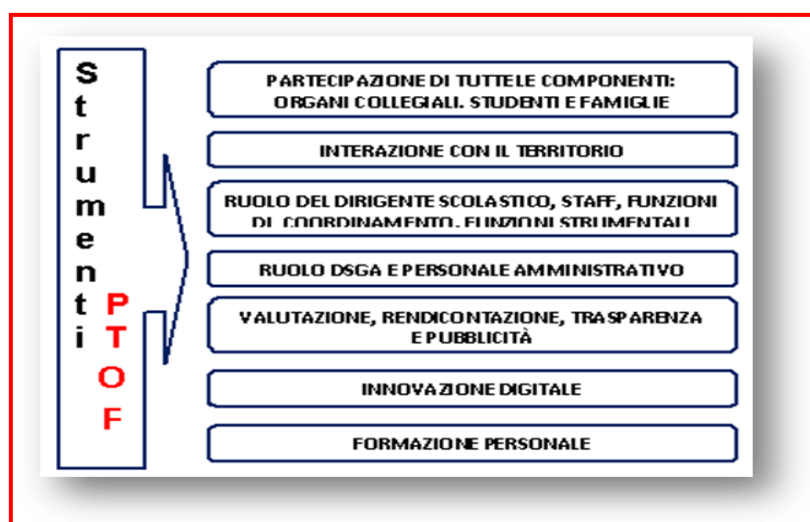 Strumenti
PTOF
PARTECIPAZIONE DI TUTTE LE COMPONENTI:
ORGANI COLLEGIALI. STUDENTI E FAMIGLIE
INTERAZIONE CON IL TERRITORIO
RUOLO DEL DIRIGENTE SCOLASTICO, STAFF, FUNZIONI
DI COORDINAMENTO. FUNZIONI STRUMENTALI
RUOLO DSGA E PERSONALE AMMINISTRATIVO
VALUTAZIONE, RENDICONTAZIONE, TRASPARENZA
E PUBBLICITÀ
INNOVAZIONE DIGITALE
FORMAZIONE PERSONALE